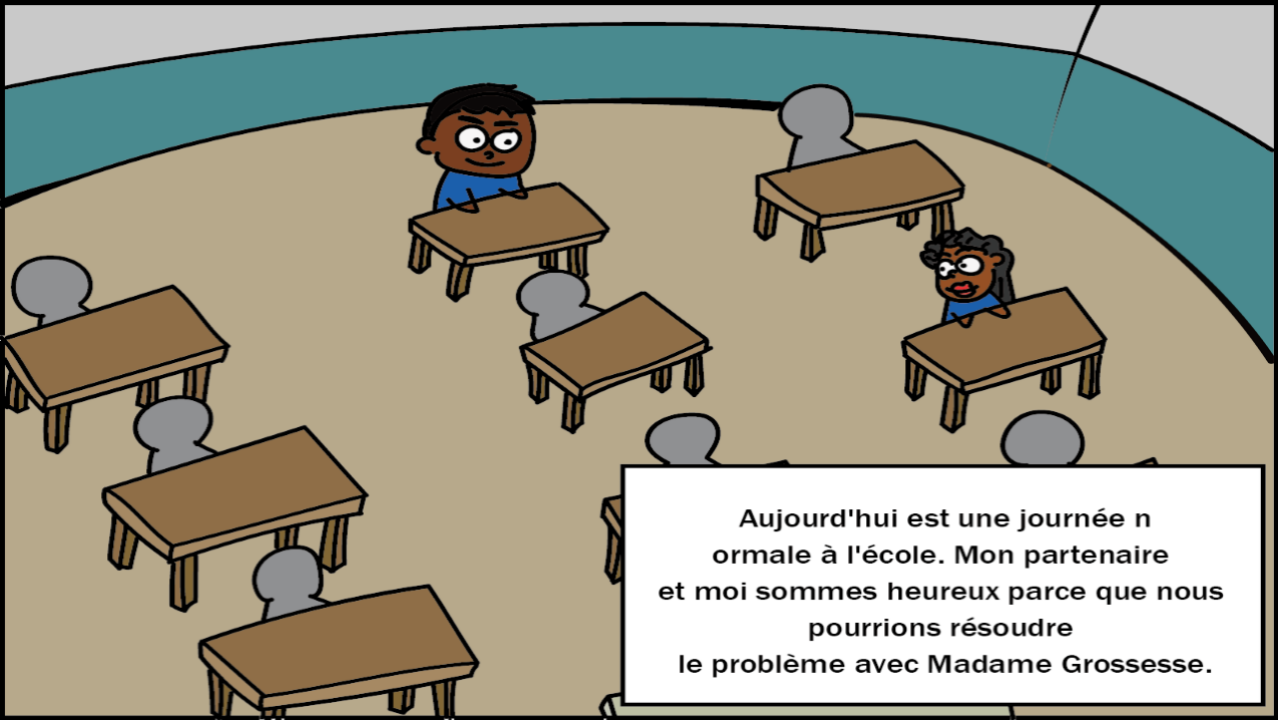 Aujourd'hui est une journée n
ormale à l'école. Mon partenaire
et moi sommes heureux parce que nous
pourrions résoudre
le problème avec Madame Grossesse.